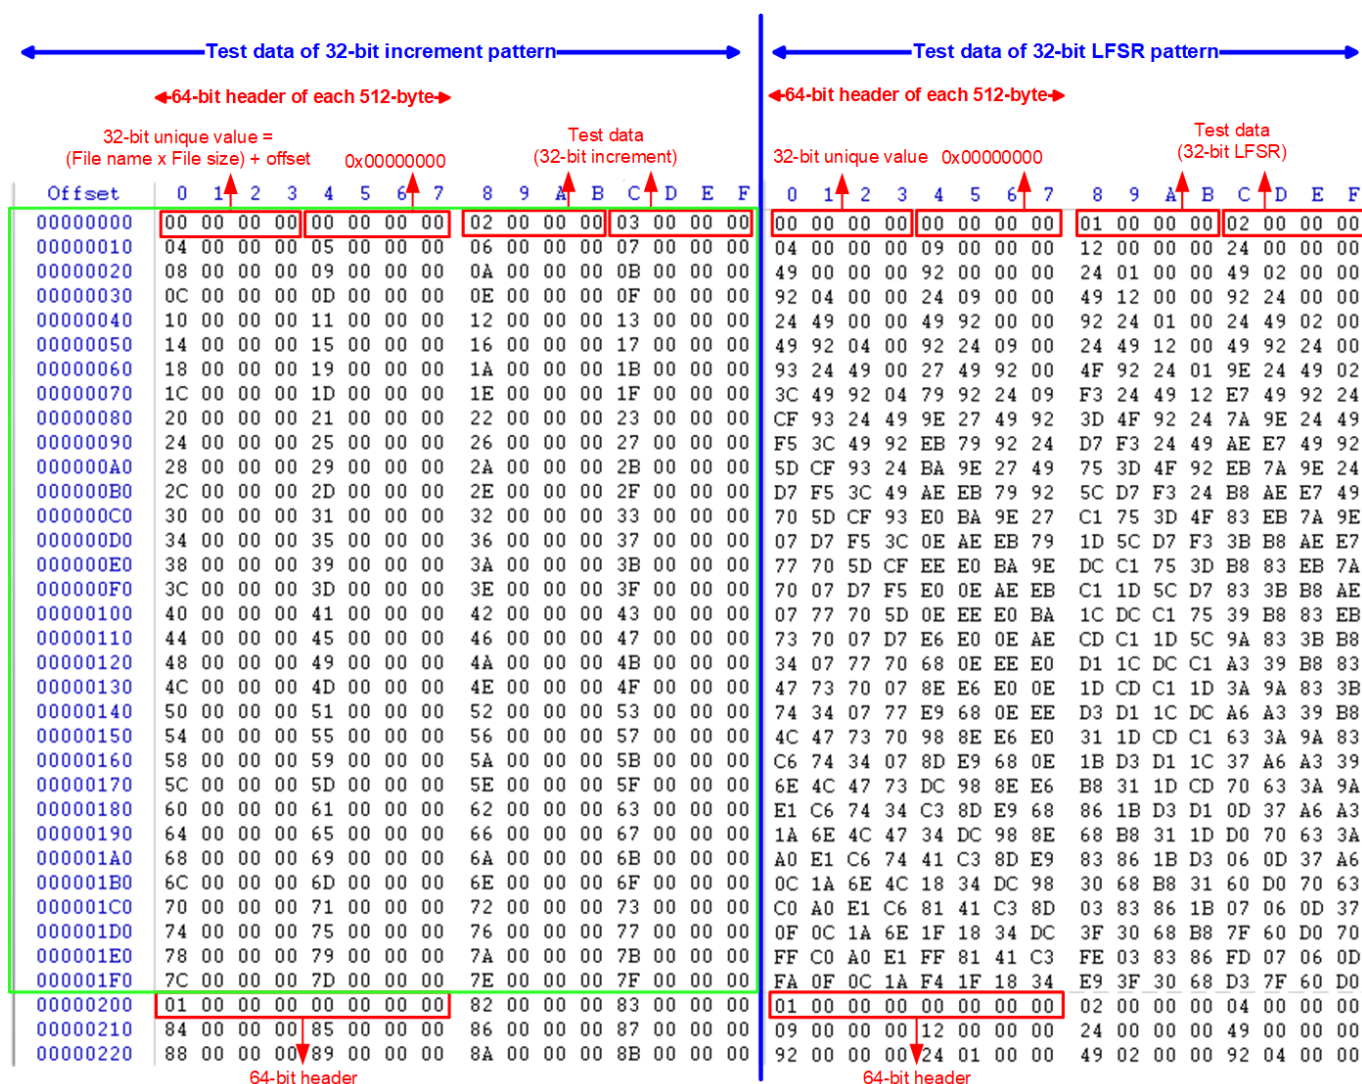 Test data of 32-bit increment pattern Test data of 32-bit LFSR pattern
64-bit header of each 512-byte 64-bit header of each 512-byte
32-bit unique value = Test data Test data
(File name x File size) + offset 0x00000000 (32-bit increment) 32-bit unique value 0x00000000 (32-bit LFSR)
Offset 0 1 2 3 4 5 6 7 8 9 A B C D E F 0 1 2 3 4 5 6 7 8 9 A B C D E F
00000000 00 00 00 00 00 00 00 00 02 00 00 00 03 00 00 00 00 00 00 00 00 00 00 00 01 00 00 00 02 00 00 00
00000010 04 00 00 00 05 00 00 00 06 00 00 00 07 00 00 00 04 00 00 00 09 00 00 00 12 00 00 00 24 00 00 00
00000020 08 00 00 00 09 00 00 00 0A 00 00 00 0B 00 00 00 49 00 00 00 92 00 00 00 24 01 00 00 49 02 00 00
00000030 0C 00 00 00 0D 00 00 00 0E 00 00 00 0F 00 00 00 92 04 00 00 24 09 00 00 49 12 00 00 92 24 00 00
00000040 10 00 00 00 11 00 00 00 12 00 00 00 13 00 00 00 24 49 00 00 49 92 00 00 92 24 01 00 24 49 02 00
00000050 14 00 00 00 15 00 00 00 16 00 00 00 17 00 00 00 49 92 04 00 92 24 09 00 24 49 12 00 49 92 24 00
00000060 18 00 00 00 19 00 00 00 1A 00 00 00 1B 00 00 00 93 24 49 00 27 49 92 00 4F 92 24 01 9E 24 49 02
00000070 1C 00 00 00 1D 00 00 00 1E 00 00 00 1F 00 00 00 3C 49 92 04 79 92 24 09 F3 24 49 12 E7 49 92 24
00000080 20 00 00 00 21 00 00 00 22 00 00 00 23 00 00 00 CF 93 24 49 9E 27 49 92 3D 4F 92 24 7A 9E 24 49
00000090 24 00 00 00 25 00 00 00 26 00 00 00 27 00 00 00 F5 3C 49 92 EB 79 92 24 D7 F3 24 49 AE E7 49 92
000000A0 28 00 00 00 29 00 00 00 2A 00 00 00 2B 00 00 00 5D CF 93 24 BA 9E 27 49 75 3D 4F 92 EB 7A 9E 24
000000B0 2C 00 00 00 2D 00 00 00 2E 00 00 00 2F 00 00 00 D7 F5 3C 49 AE EB 79 92 5C D7 F3 24 B8 AE E7 49
000000C0 30 00 00 00 31 00 00 00 32 00 00 00 33 00 00 00 70 5D CF 93 E0 BA 9E 27 C1 75 3D 4F 83 EB 7A 9E
000000D0 34 00 00 00 35 00 00 00 36 00 00 00 37 00 00 00 07 D7 F5 3C 0E AE EB 79 1D 5C D7 F3 3B B8 AE E7
000000E0 38 00 00 00 39 00 00 00 3A 00 00 00 3B 00 00 00 77 70 5D CF EE E0 BA 9E DC C1 75 3D B8 83 EB 7A
000000F0 3C 00 00 00 3D 00 00 00 3E 00 00 00 3F 00 00 00 70 07 D7 F5 E0 0E AE EB C1 1D 5C D7 83 3B B8 AE
00000100 40 00 00 00 41 00 00 00 42 00 00 00 43 00 00 00 07 77 70 5D 0E EE E0 BA 1C DC C1 75 39 B8 83 EB
00000110 44 00 00 00 45 00 00 00 46 00 00 00 47 00 00 00 73 70 07 D7 E6 E0 0E AE CD C1 1D 5C 9A 83 3B B8
00000120 48 00 00 00 49 00 00 00 4A 00 00 00 4B 00 00 00 34 07 77 70 68 0E EE E0 D1 1C DC C1 A3 39 B8 83
00000130 4C 00 00 00 4D 00 00 00 4E 00 00 00 4F 00 00 00 47 73 70 07 8E E6 E0 0E 1D CD C1 1D 3A 9A 83 3B
00000140 50 00 00 00 51 00 00 00 52 00 00 00 53 00 00 00 74 34 07 77 E9 68 0E EE D3 D1 1C DC A6 A3 39 B8
00000150 54 00 00 00 55 00 00 00 56 00 00 00 57 00 00 00 4C 47 73 70 98 8E E6 E0 31 1D CD C1 63 3A 9A 83
00000160 58 00 00 00 59 00 00 00 5A 00 00 00 5B 00 00 00 C6 74 34 07 8D E9 68 0E 1B D3 D1 1C 37 A6 A3 39
00000170 5C 00 00 00 5D 00 00 00 5E 00 00 00 5F 00 00 00 6E 4C 47 73 DC 98 8E E6 B8 31 1D CD 70 63 3A 9A
00000180 60 00 00 00 61 00 00 00 62 00 00 00 63 00 00 00 E1 C6 74 34 C3 8D E9 68 86 1B D3 D1 0D 37 A6 A3
00000190 64 00 00 00 65 00 00 00 66 00 00 00 67 00 00 00 1A 6E 4C 47 34 DC 98 8E 68 B8 31 1D D0 70 63 3A
000001A0 68 00 00 00 69 00 00 00 6A 00 00 00 6B 00 00 00 A0 E1 C6 74 41 C3 8D E9 83 86 1B D3 06 0D 37 A6
000001B0 6C 00 00 00 6D 00 00 00 6E 00 00 00 6F 00 00 00 0C 1A 6E 4C 18 34 DC 98 30 68 B8 31 60 D0 70 63
000001C0 70 00 00 00 71 00 00 00 72 00 00 00 73 00 00 00 C0 A0 E1 C6 81 41 C3 8D 03 83 86 1B 07 06 0D 37
000001D0 74 00 00 00 75 00 00 00 76 00 00 00 77 00 00 00 0F 0C 1A 6E 1F 18 34 DC 3F 30 68 B8 7F 60 D0 70
000001E0 78 00 00 00 79 00 00 00 7A 00 00 00 7B 00 00 00 FF C0 A0 E1 FF 81 41 C3 FE 03 83 86 FD 07 06 0D
000001F0 7C 00 00 00 7D 00 00 00 7E 00 00 00 7F 00 00 00 FA 0F 0C 1A F4 1F 18 34 E9 3F 30 68 D3 7F 60 D0
00000200 01 00 00 00 00 00 00 00 82 00 00 00 83 00 00 00 01 00 00 00 00 00 00 00 02 00 00 00 04 00 00 00
00000210 84 00 00 00 85 00 00 00 86 00 00 00 87 00 00 00 09 00 00 00 12 00 00 00 24 00 00 00 49 00 00 00
00000220 88 00 00 00 89 00 00 00 8A 00 00 00 8B 00 00 00 92 00 00 00 24 01 00 00 49 02 00 00 92 04 00 00
64-bit header 64-bit header